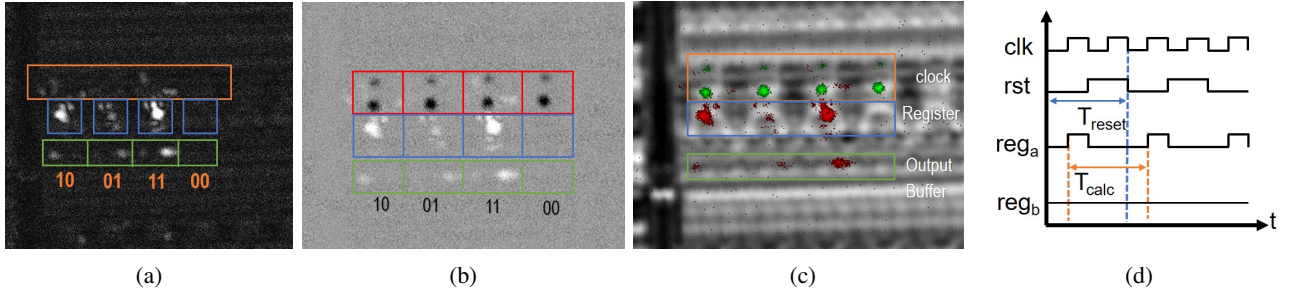 10 01 11 00
(a)
10 01 11 00
(b)
clock
Register
Output
Buffer
(c)
clk
rst
T_reset
reg_a
T_calc
reg_b
t
(d)